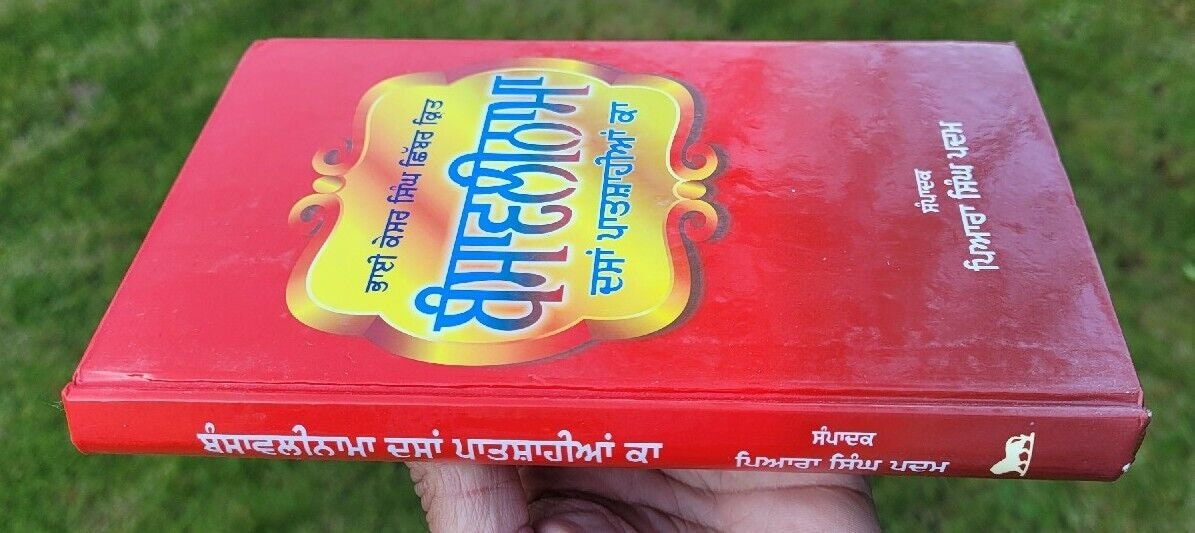 ਭਾਈ ਕੇਸਰ ਸਿੰਘ ਛਿੱਬਰ ਕ੍ਰਿਤ
ਬੰਸਾਵਲੀਨਾਮਾ
ਦਸਾਂ ਪਾਤਸ਼ਾਹੀਆਂ ਕਾ
ਸੰਪਾਦਕ
ਪਿਆਰਾ ਸਿੰਘ ਪਦਮ
ਬੰਸਾਵਲੀਨਾਮਾ ਦਸਾਂ ਪਾਤਸ਼ਾਹੀਆਂ ਕਾ
ਸੰਪਾਦਕ
ਪਿਆਰਾ ਸਿੰਘ ਪਦਮ